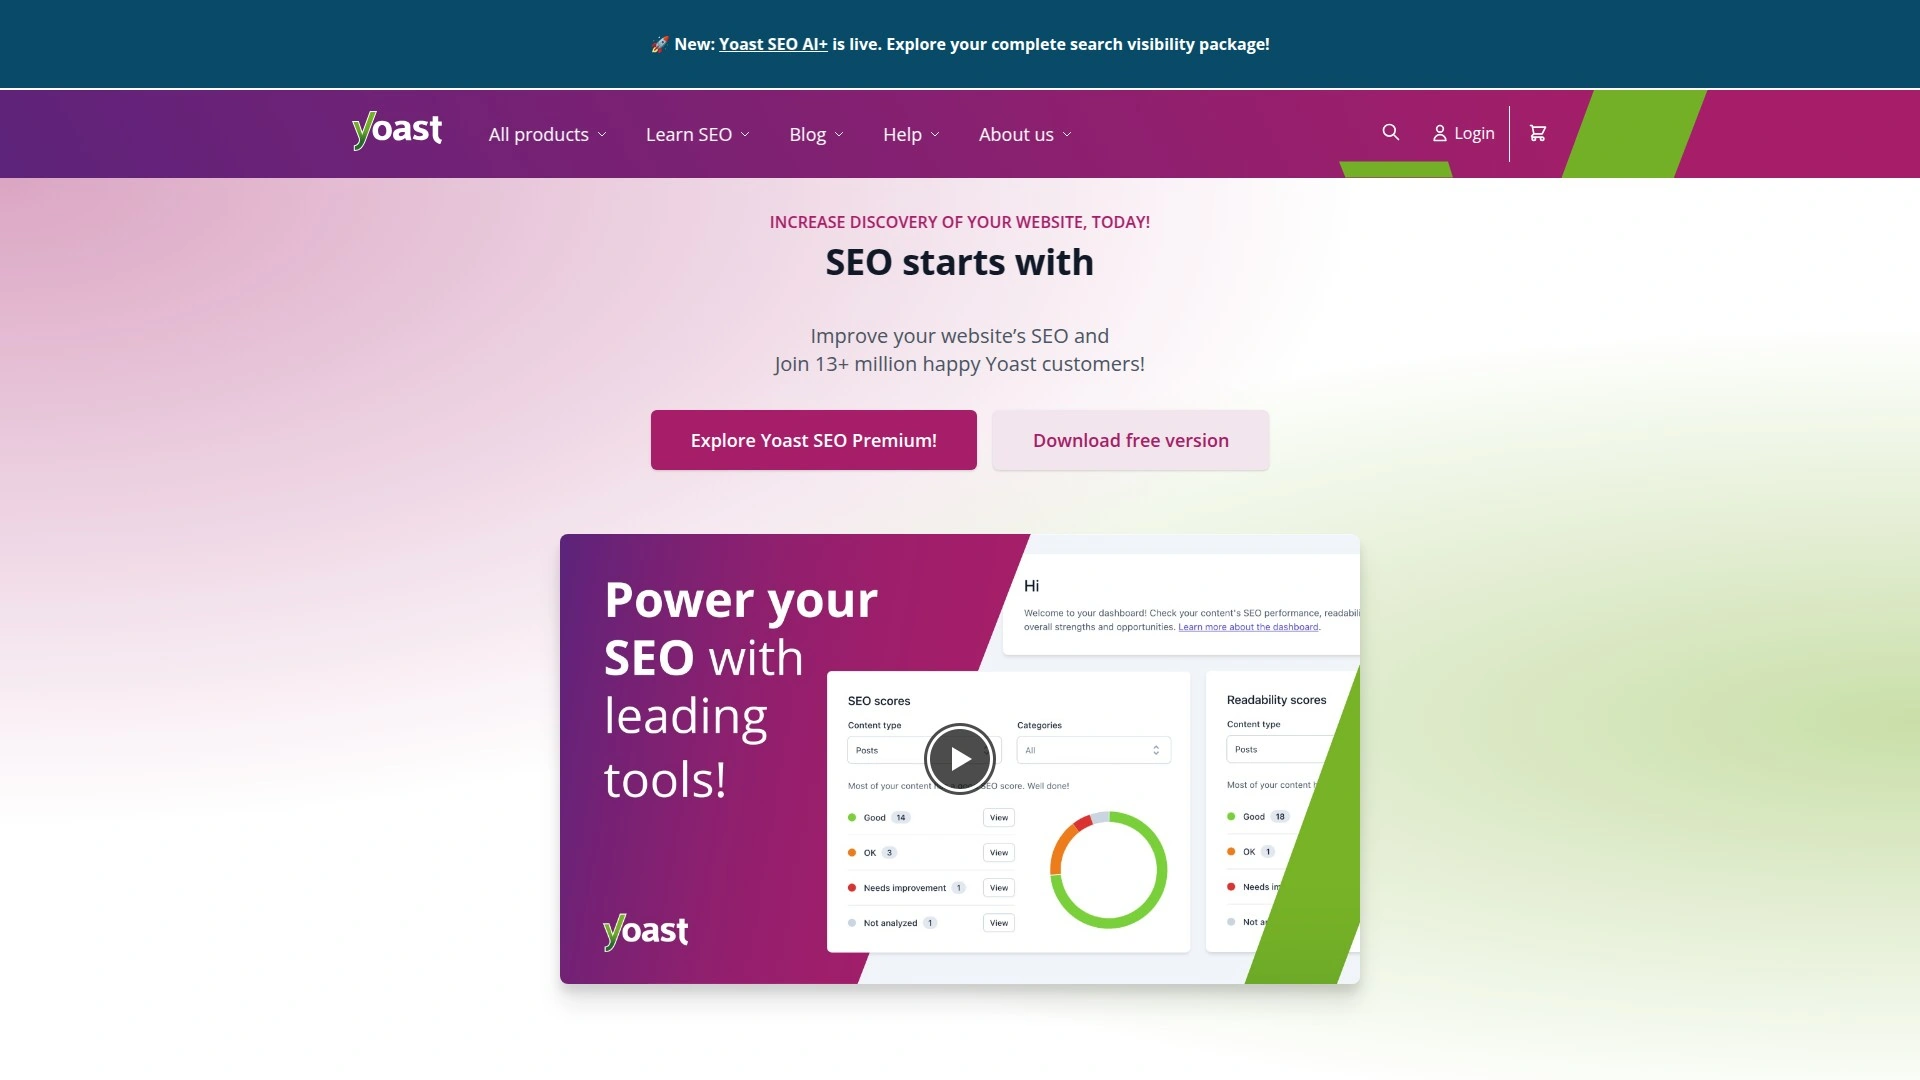 🚀 New: Yoast SEO AI+ is live. Explore your complete search visibility package!
yoast
All products
Learn SEO
Blog
Help
About us
Login
INCREASE DISCOVERY OF YOUR WEBSITE, TODAY!
SEO starts with
Improve your website’s SEO and
Join 13+ million happy Yoast customers!
Explore Yoast SEO Premium!
Download free version
Power your
SEO with
leading
tools!
yoast
Hi
Welcome to your dashboard! Check your content's SEO performance, readabili
overall strengths and opportunities. Learn more about the dashboard.
SEO scores
Content type
Categories
Posts
All
Most of your content SEO score. Well done!
Good 14 View
OK 3 View
Needs improvement 1 View
Not analyzed 1 View
Readability scores
Content type
Posts
Most of your content
Good 18
OK 1
Needs im
Not a